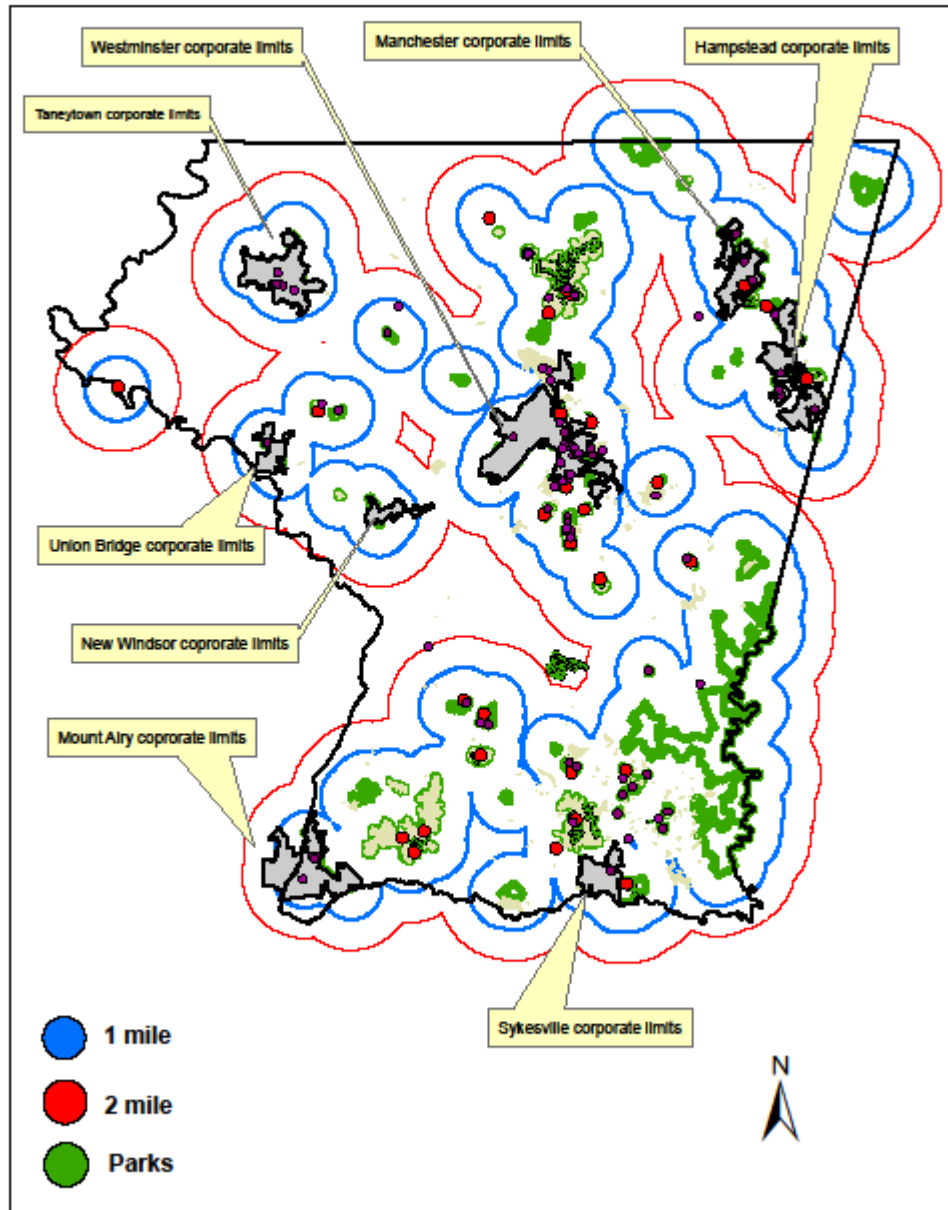 Westminster corporate limits
Manchester corporate limits
Hampstead corporate limits
Taneytown corporate limits
Union Bridge corporate limits
New Windsor coprorate limits
Mount Airy coprorate limits
Sykesville corporate limits
1 mile
2 mile
Parks
N